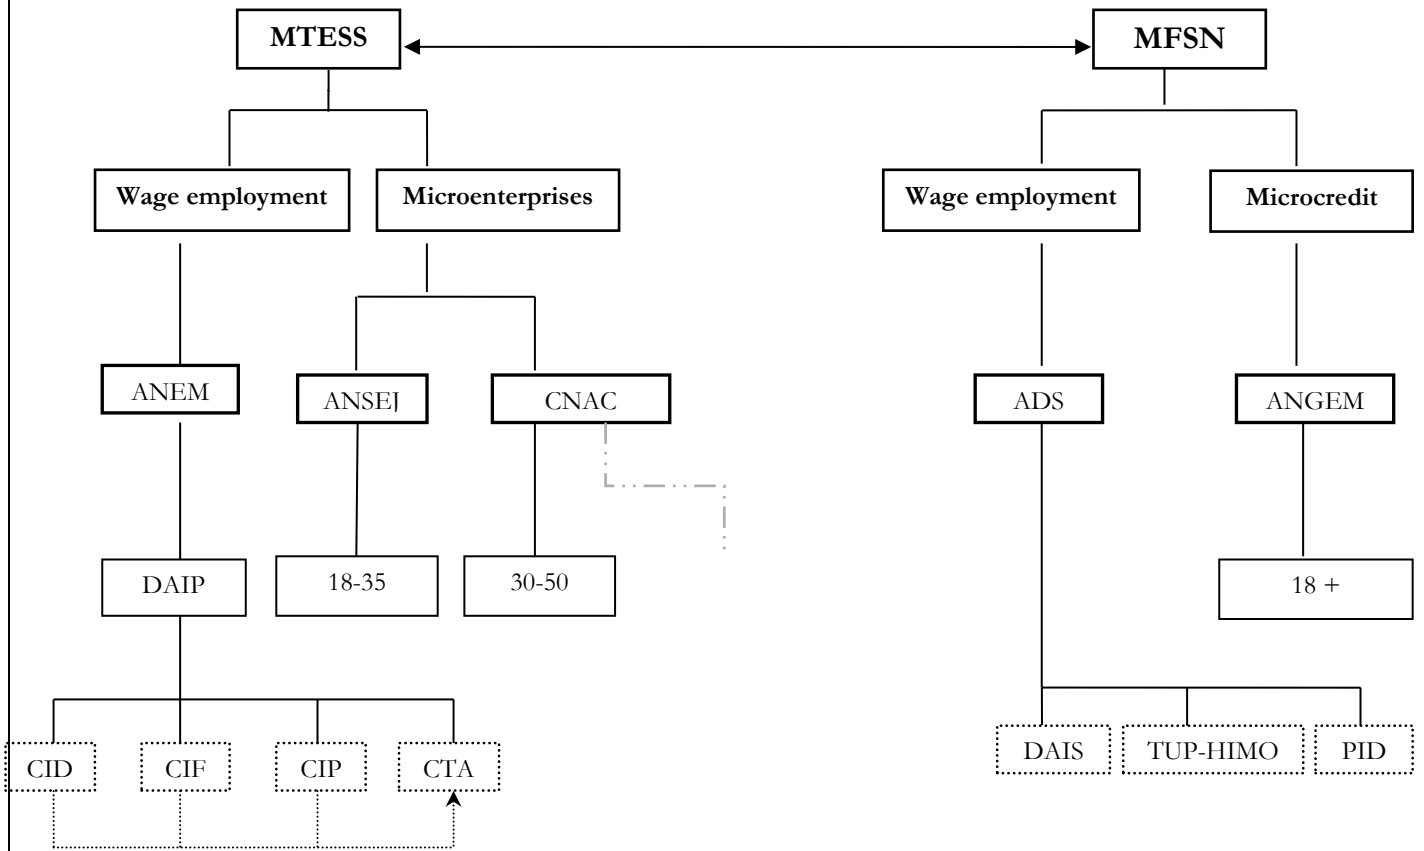 MTESS
MFSN
Wage employment
Microenterprises
Wage employment
Microcredit
ANEM
ANSEJ
CNAC
ADS
ANGEM
DAIP
18-35
30-50
18 +
CID
CIF
CIP
CTA
DAIS
TUP-HIMO
PID